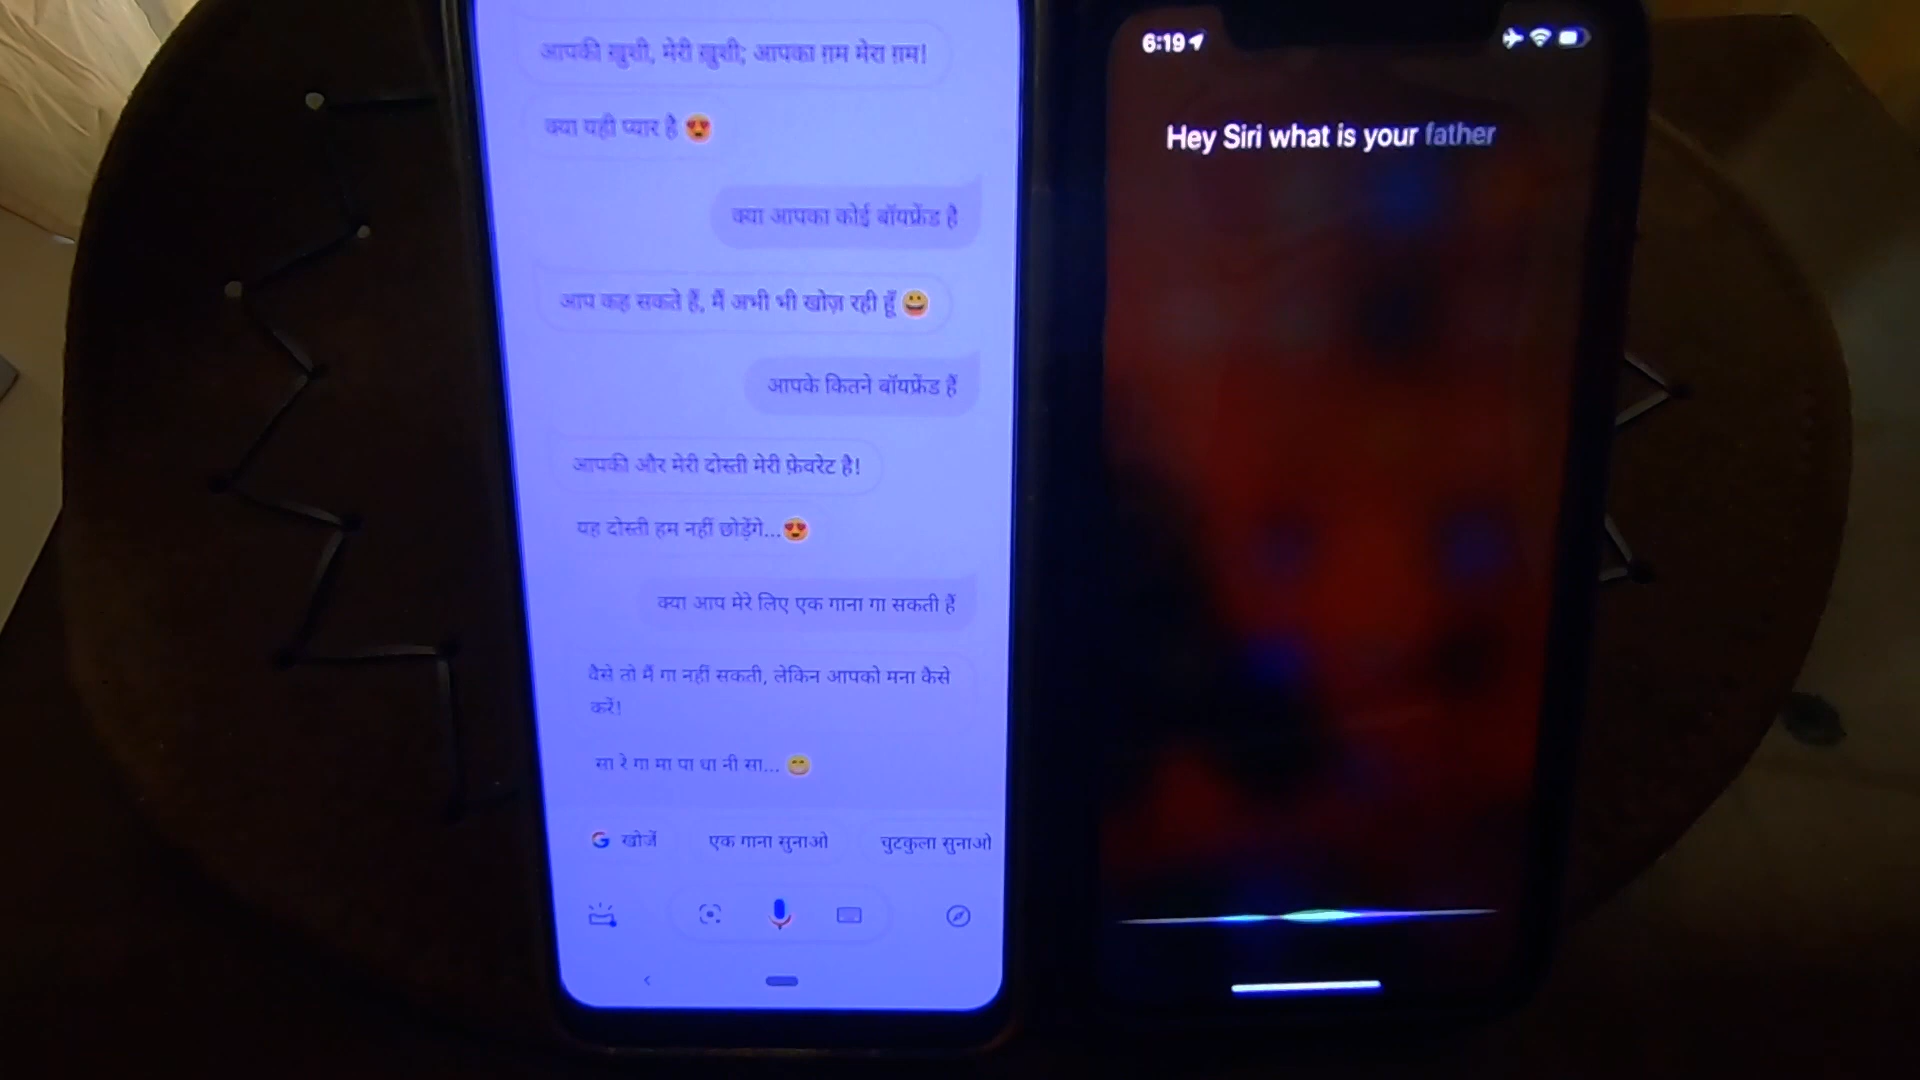 आपकी ख़ुशी, मेरी ख़ुशी; आपका ग़म मेरा ग़म!
क्या यही प्यार है 😍
क्या आपका कोई बॉयफ्रेंड है
आप कह सकते हैं, मैं अभी भी खोज़ रही हूँ 😀
आपके कितने बॉयफ्रेंड हैं
आपकी और मेरी दोस्ती मेरी फ़ेवरेट है!
यह दोस्ती हम नहीं छोड़ेंगे...😍
क्या आप मेरे लिए एक गाना गा सकती हैं
वैसे तो मैं गा नहीं सकती, लेकिन आपको मना कैसे
करें!
सा रे गा मा पा धा नी सा... 😁
G खोजें
एक गाना सुनाओ
चुटकुला सुनाओ
6:19
Hey Siri what is your father